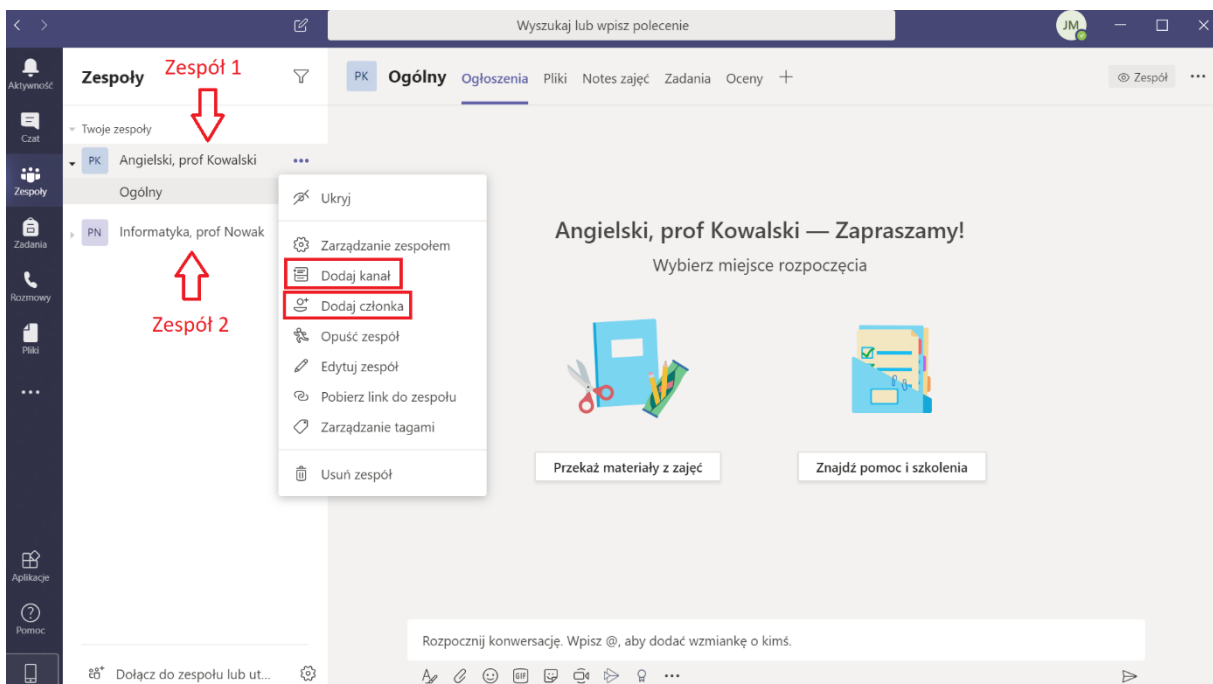 Wyszukaj lub wpisz polecenie
JM
Aktywność
Czat
Zespoły
Zadania
Rozmowy
Pliki
Aplikacje
Pomoc
Zespoły
Zespół 1
Twoje zespoły
PK Angielski, prof Kowalski
Ogólny
PN Informatyka, prof Nowak
Zespół 2
Dołącz do zespołu lub ut...
Ukryj
Zarządzanie zespołem
Dodaj kanał
Dodaj członka
Opuść zespół
Edytuj zespół
Pobierz link do zespołu
Zarządzanie tagami
Usuń zespół
PK Ogólny Ogłoszenia Pliki Notes zajęć Zadania Oceny
Zespół
Angielski, prof Kowalski — Zapraszamy!
Wybierz miejsce rozpoczęcia
Przekaż materiały z zajęć
Znajdź pomoc i szkolenia
Rozpocznij konwersację. Wpisz @, aby dodać wzmiankę o kimś.
GIF